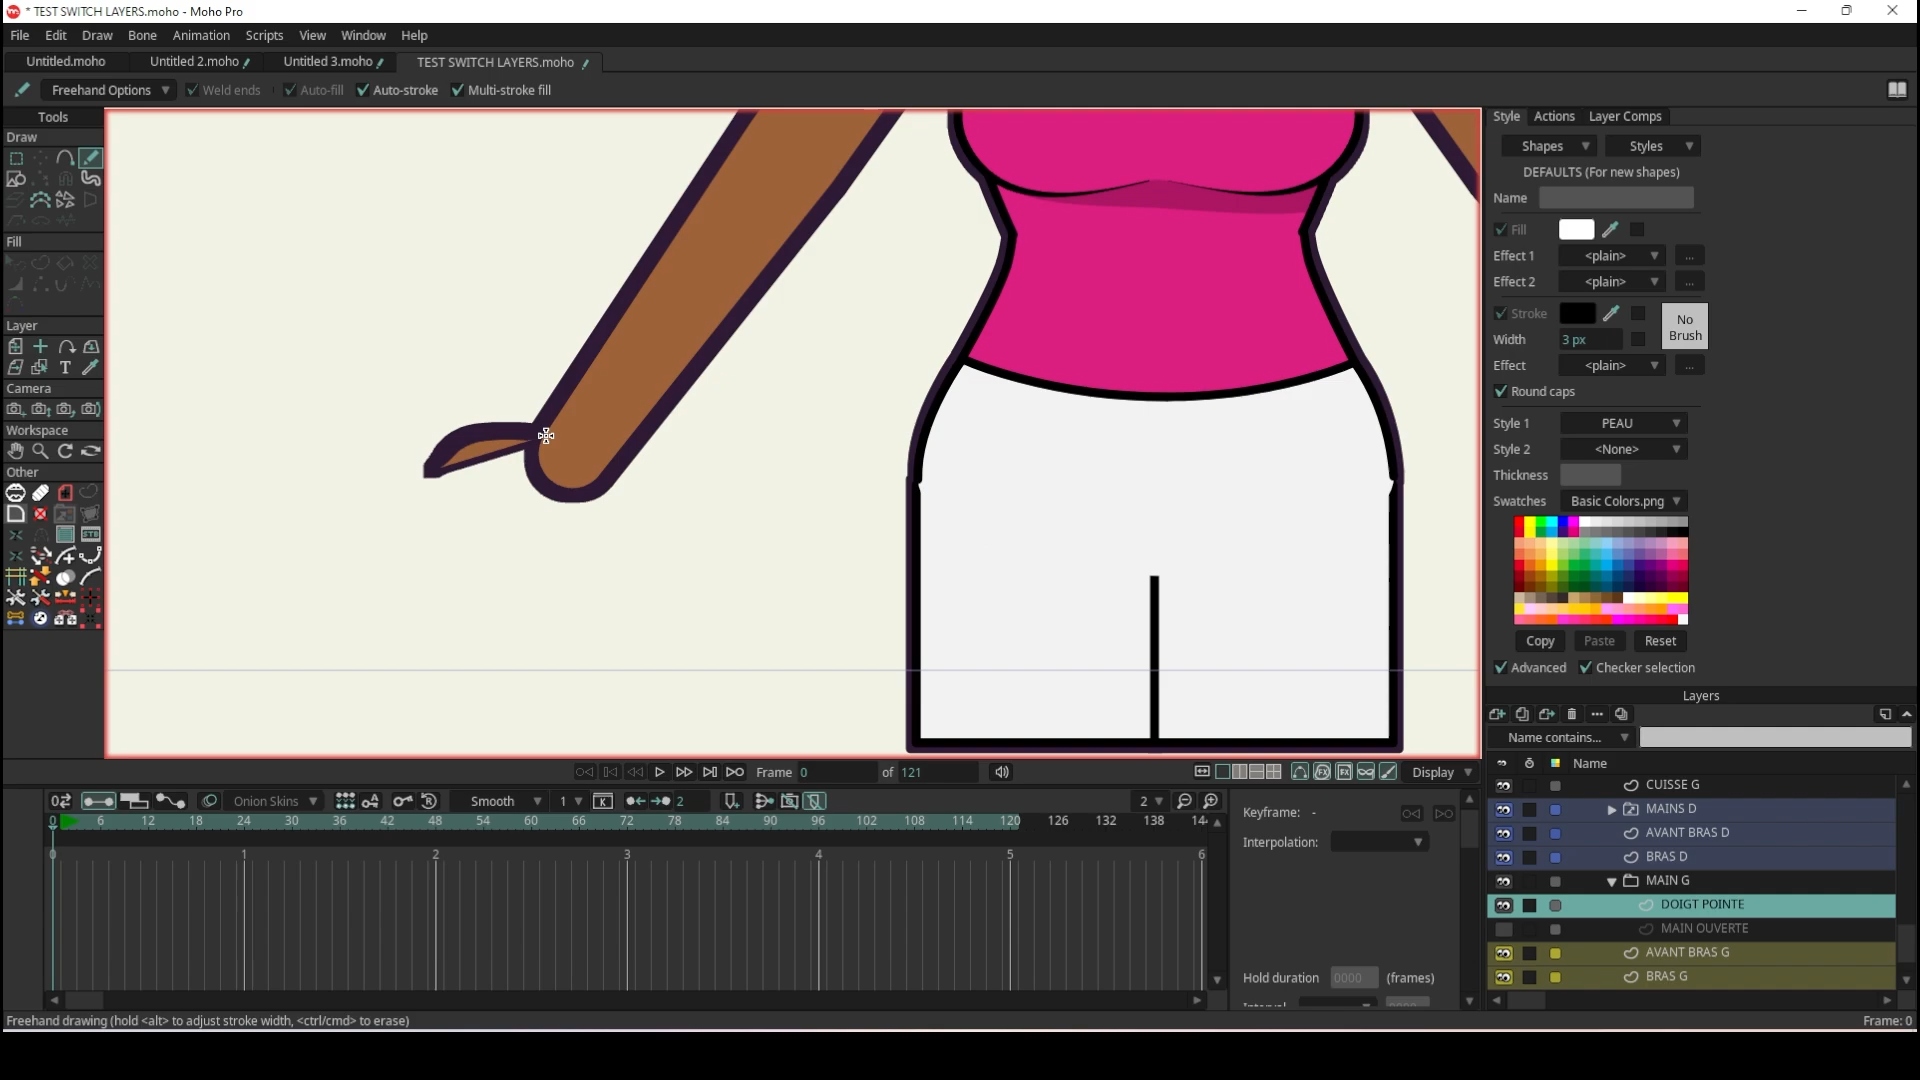 * TEST SWITCH LAYERS.moho - Moho Pro
File Edit Draw Bone Animation Scripts View Window Help
Untitled.moho Untitled 2.moho Untitled 3.moho TEST SWITCH LAYERS.moho
Freehand Options Weld ends Auto-fill Auto-stroke Multi-stroke fill
Tools
Draw
Fill
Layer
T
Camera
Workspace
Other
STB
Style Actions Layer Comps
Shapes Styles
DEFAULTS (For new shapes)
Name
Fill
Effect 1 <plain> ...
Effect 2 <plain> ...
Stroke No Brush
Width 3 px
Effect <plain> ...
Round caps
Style 1 PEAU
Style 2 <None>
Thickness
Swatches Basic Colors.png
Copy Paste Reset
Advanced Checker selection
Layers
Name contains...
Name
CUISSE G
MAINS D
AVANT BRAS D
BRAS D
MAIN G
DOIGT POINTE
MAIN OUVERTE
AVANT BRAS G
BRAS G
Frame 0 of 121 Display
Onion Skins Smooth 1 2 2
0 6 12 18 24 30 36 42 48 54 60 66 72 78 84 90 96 102 108 114 120 126 132 138 14
0 1 2 3 4 5 6
Keyframe: -
Interpolation:
Hold duration 0000 (frames)
Freehand drawing (hold <alt> to adjust stroke width, <ctrl/cmd> to erase) Frame: 0